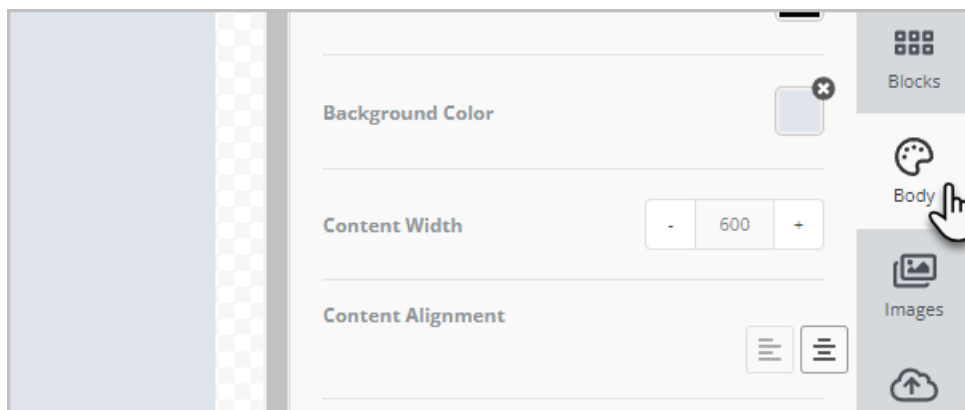 Blocks
Background Color
Body
Content Width
- 600 +
Images
Content Alignment